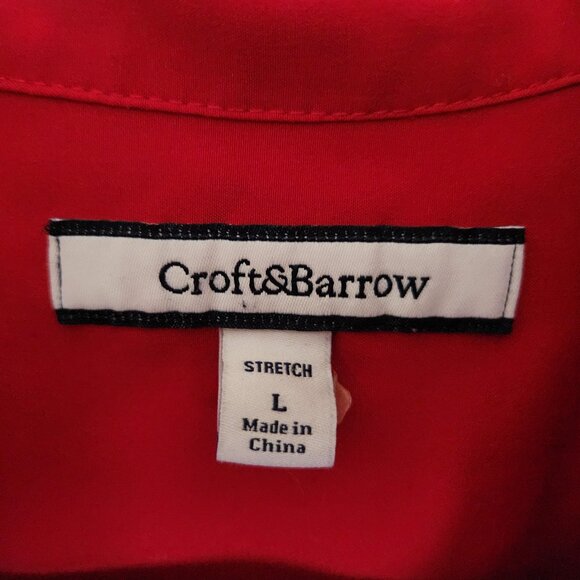 Croft&Barrow
STRETCH
L
Made in
China